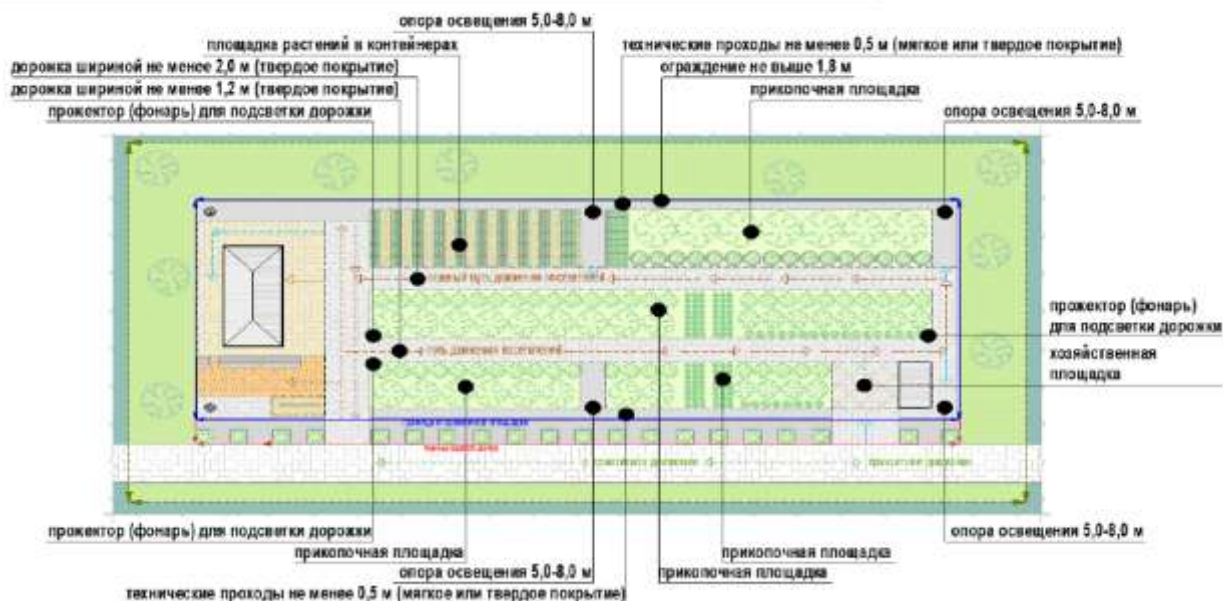 опора освещения 5,0-8,0 м
площадка растений в контейнерах
технические проходы не менее 0,5 м (мягкое или твердое покрытие)
дорожка шириной не менее 2,0 м (твердое покрытие)
ограждение не выше 1,8 м
дорожка шириной не менее 1,2 м (твердое покрытие)
прикопочная площадка
прожектор (фонарь) для подсветки дорожки
опора освещения 5,0-8,0 м
путь движения
прожектор (фонарь)
для подсветки дорожки
хозяйственная
площадка
прожектор (фонарь) для подсветки дорожки
опора освещения 5,0-8,0 м
прикопочная площадка
прикопочная площадка
опора освещения 5,0-8,0 м
прикопочная площадка
технические проходы не менее 0,5 м (мягкое или твердое покрытие)